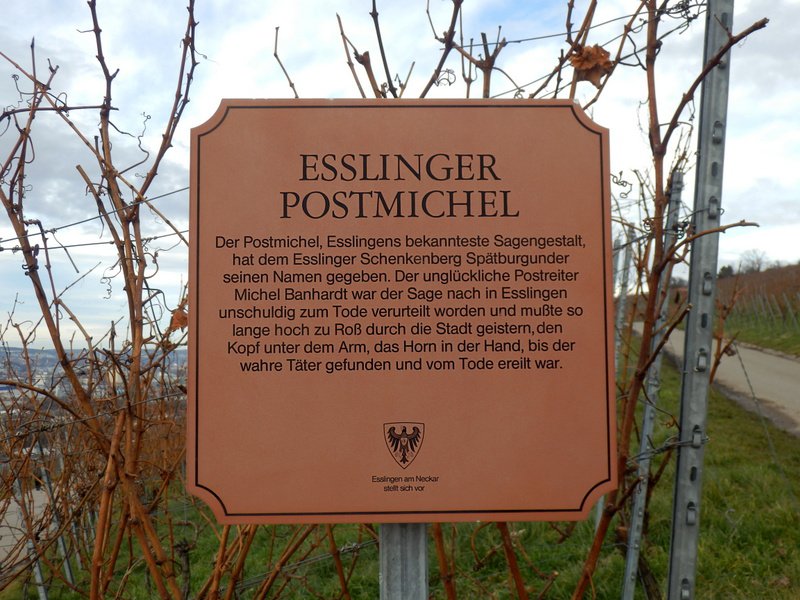 ESSLINGER
POSTMICHEL
Der Postmichel, Esslingens bekannteste Sagengestalt,
hat dem Esslinger Schenkenberg Spätburgunder
seinen Namen gegeben. Der unglückliche Postreiter
Michel Banhardt war der Sage nach in Esslingen
unschuldig zum Tode verurteilt worden und mußte so
lange hoch zu Roß durch die Stadt geistern, den
Kopf unter dem Arm, das Horn in der Hand, bis der
wahre Täter gefunden und vom Tode ereilt war.
Esslingen am Neckar
stellt sich vor